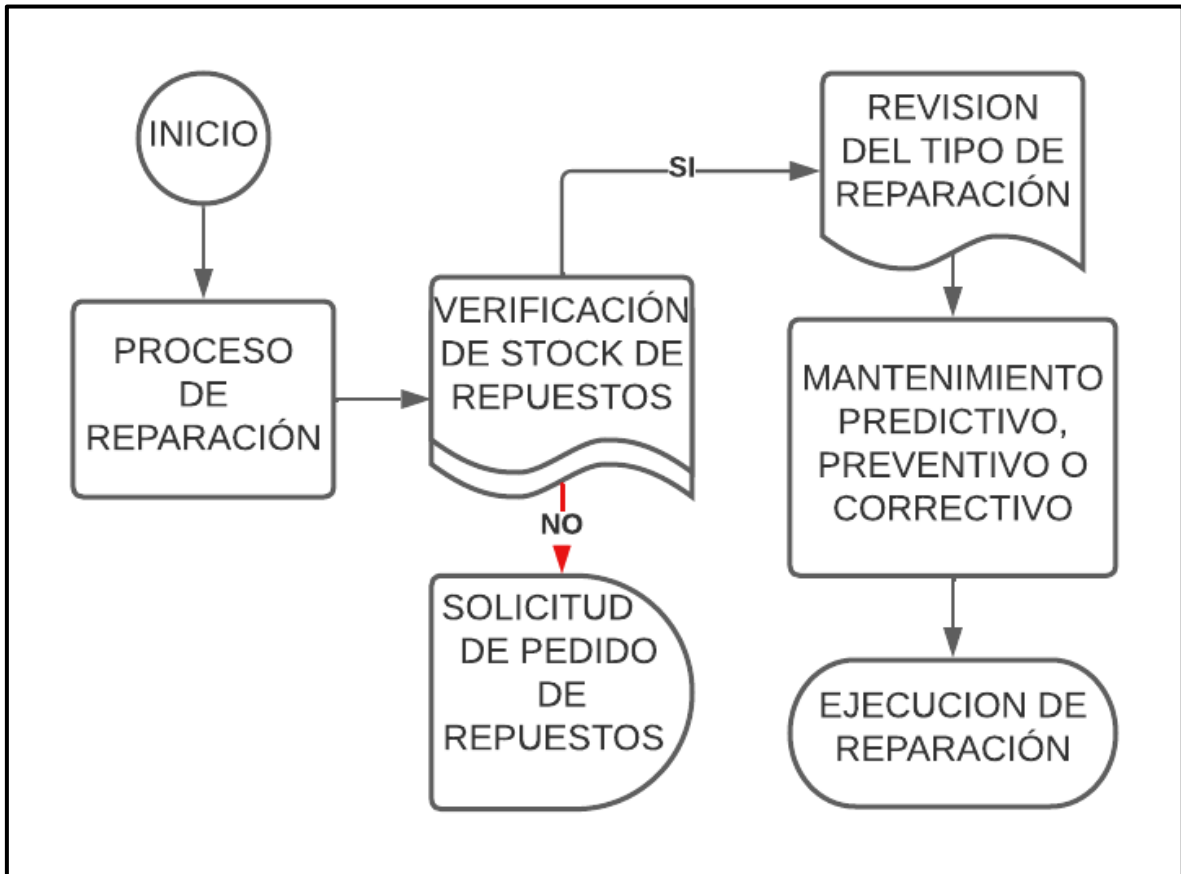 INICIO
PROCESO
DE
REPARACIÓN
VERIFICACIÓN
DE STOCK DE
REPUESTOS
SI
REVISION
DEL TIPO DE
REPARACIÓN
MANTENIMIENTO
PREDICTIVO,
PREVENTIVO O
CORRECTIVO
EJECUCION DE
REPARACIÓN
NO
SOLICITUD
DE PEDIDO
DE
REPUESTOS